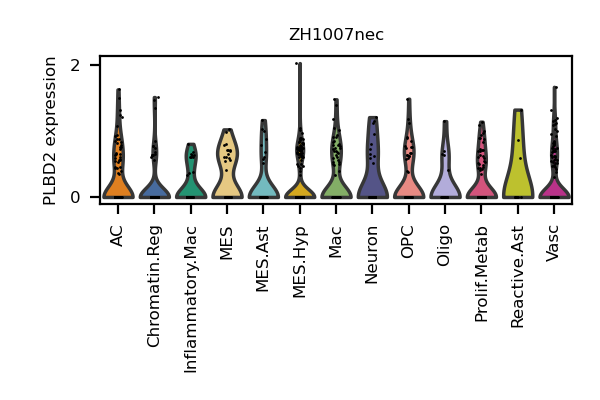 ZH1007nec
PLBD2 expression
2
0
AC
Chromatin.Reg
Inflammatory.Mac
MES
MES.Ast
MES.Hyp
Mac
Neuron
OPC
Oligo
Prolif.Metab
Reactive.Ast
Vasc